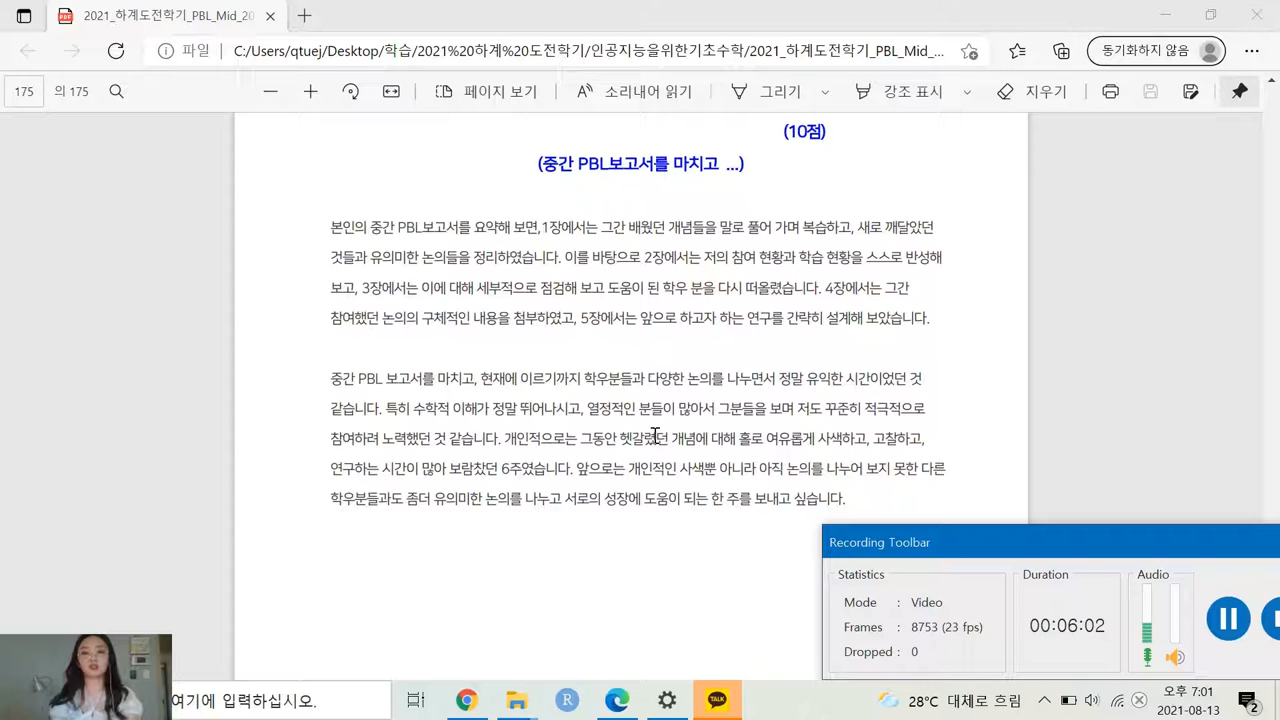 2021_하계도전학기_PBL_Mid_20
파일 C:/Users/qtuej/Desktop/학습/2021%20하계%20도전학기/인공지능을위한기초수학/2021_하계도전학기_PBL_Mid_... 동기화하지 않음
175 의 175 페이지 보기 소리내어 읽기 그리기 강조 표시 지우기
(10점)
(중간 PBL보고서를 마치고 ...)
본인의 중간 PBL보고서를 요약해 보면,1장에서는 그간 배웠던 개념들을 말로 풀어 가며 복습하고, 새로 깨달았던
것들과 유의미한 논의들을 정리하였습니다. 이를 바탕으로 2장에서는 저의 참여 현황과 학습 현황을 스스로 반성해
보고, 3장에서는 이에 대해 세부적으로 점검해 보고 도움이 된 학우 분을 다시 떠올렸습니다. 4장에서는 그간
참여했던 논의의 구체적인 내용을 첨부하였고, 5장에서는 앞으로 하고자 하는 연구를 간략히 설계해 보았습니다.
중간 PBL 보고서를 마치고, 현재에 이르기까지 학우분들과 다양한 논의를 나누면서 정말 유익한 시간이었던 것
같습니다. 특히 수학적 이해가 정말 뛰어나시고, 열정적인 분들이 많아서 그분들을 보며 저도 꾸준히 적극적으로
참여하려 노력했던 것 같습니다. 개인적으로는 그동안 헷갈렸던 개념에 대해 홀로 여유롭게 사색하고, 고찰하고,
연구하는 시간이 많아 보람찼던 6주였습니다. 앞으로는 개인적인 사색뿐 아니라 아직 논의를 나누어 보지 못한 다른
학우분들과도 좀더 유의미한 논의를 나누고 서로의 성장에 도움이 되는 한 주를 보내고 싶습니다.
Recording Toolbar
Statistics Duration Audio
Mode : Video
Frames : 8753 (23 fps) 00:06:02
Dropped : 0
여기에 입력하십시오. TALK 28°C 대체로 흐림 오후 7:01
2021-08-13 2